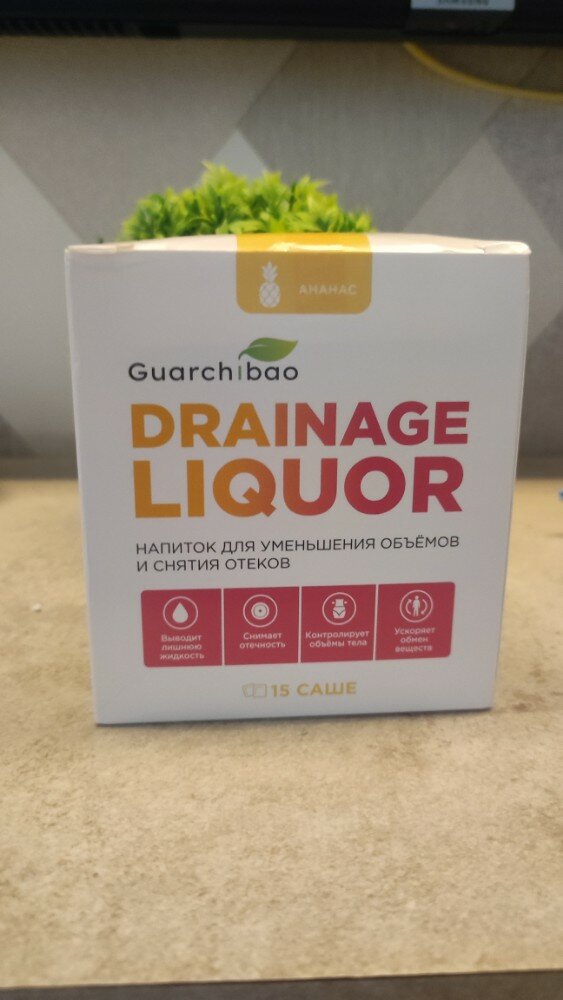 АНАНАС
Guarchibao
DRAINAGE
LIQUOR
НАПИТОК ДЛЯ УМЕНЬШЕНИЯ ОБЪЁМОВ
И СНЯТИЯ ОТЕКОВ
Выводит
лишнюю
жидкость
Снимает
отечность
Контролирует
объёмы тела
Ускоряет
обмен
веществ
15 САШЕ